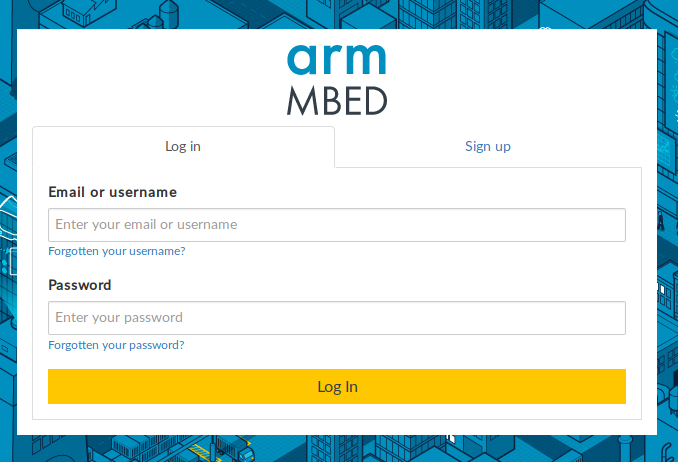 arm
MBED
Log in
Sign up
Email or username
Enter your email or username
Forgotten your username?
Password
Enter your password
Forgotten your password?
Log In